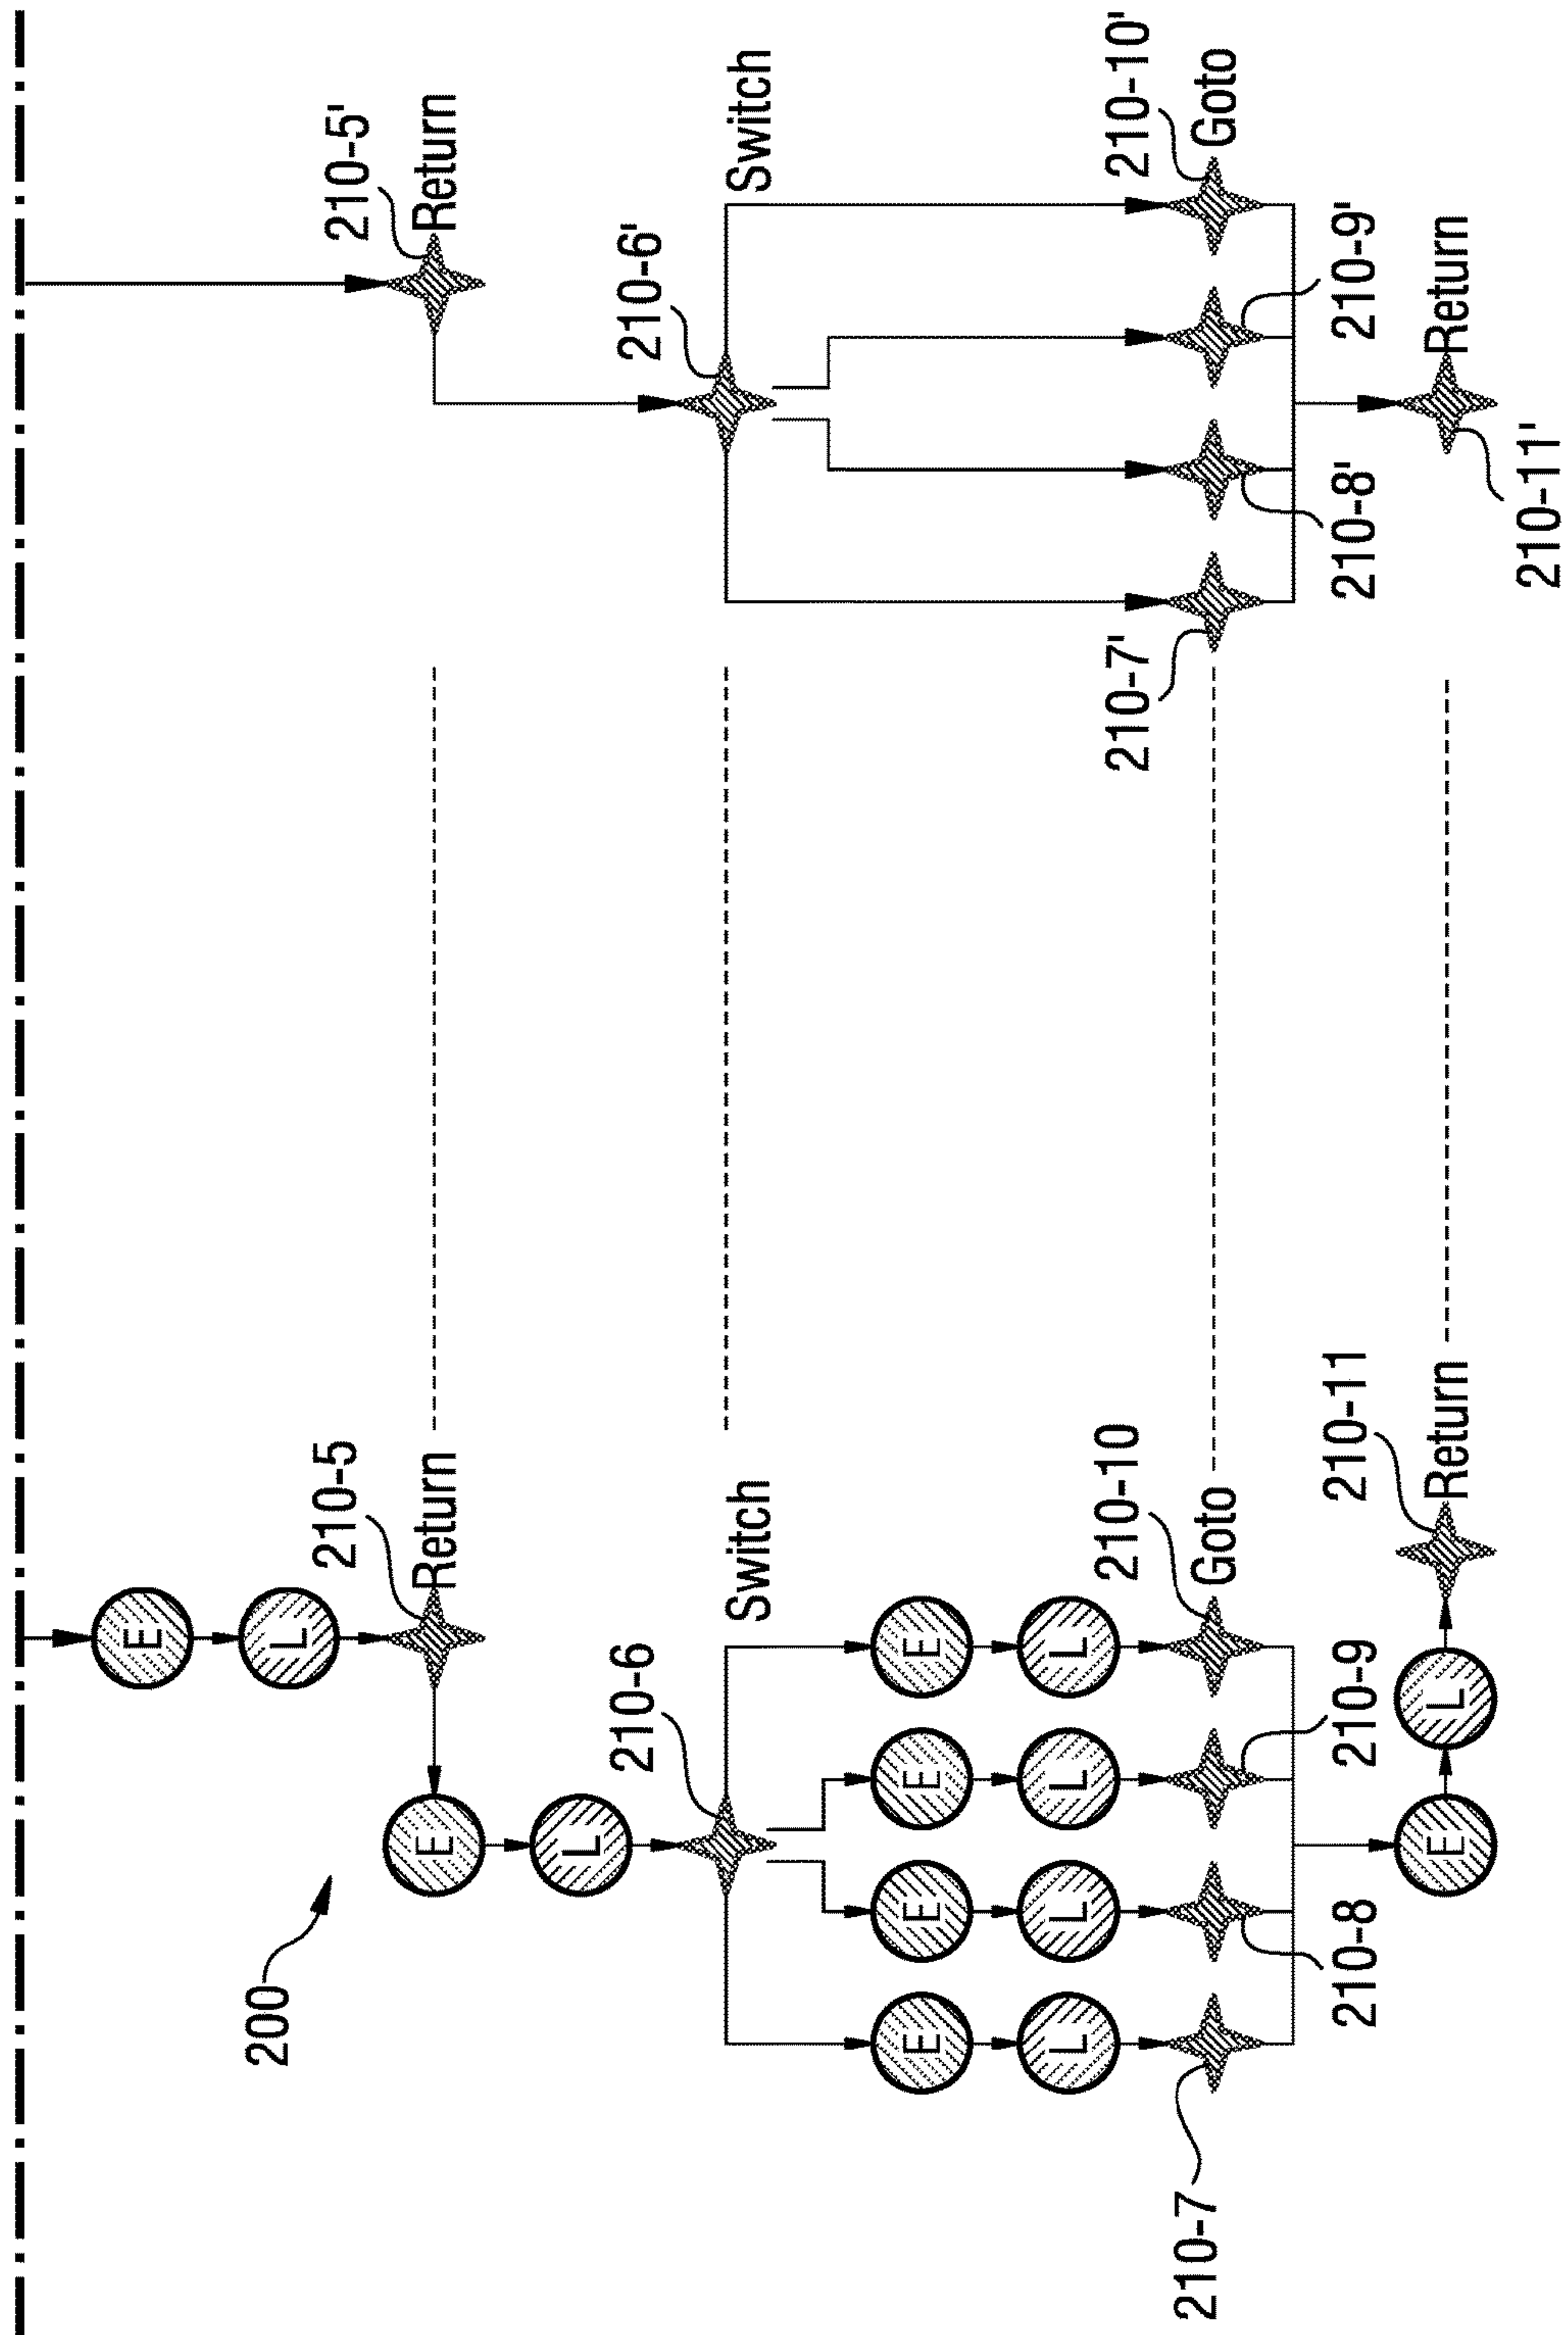 200
E
L
210-5
Return
E
L
210-6
Switch
E
E
E
E
L
L
L
L
210-7
210-8
210-9
210-10
Goto
E
L
210-11
Return
210-5'
Return
210-6'
Switch
210-7'
210-8'
210-9'
210-10'
Goto
210-11'
Return